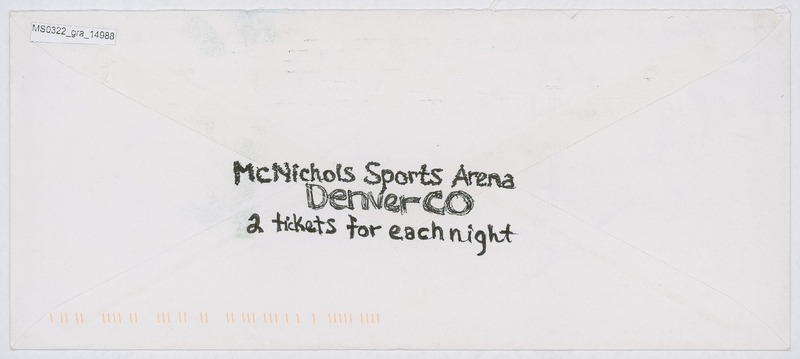 MS0322_gra_14988
McNichols Sports Arena
Denver CO
2 tickets for each night